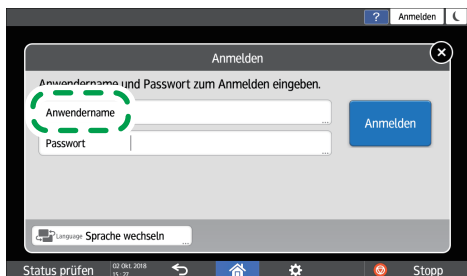 ? Anmelden
Anmelden
Anwendername und Passwort zum Anmelden eingeben.
Anwendername
...
Anmelden
Passwort
...
Language Sprache wechseln ...
Status prüfen 02 Okt. 2018
15 : 27
Stopp